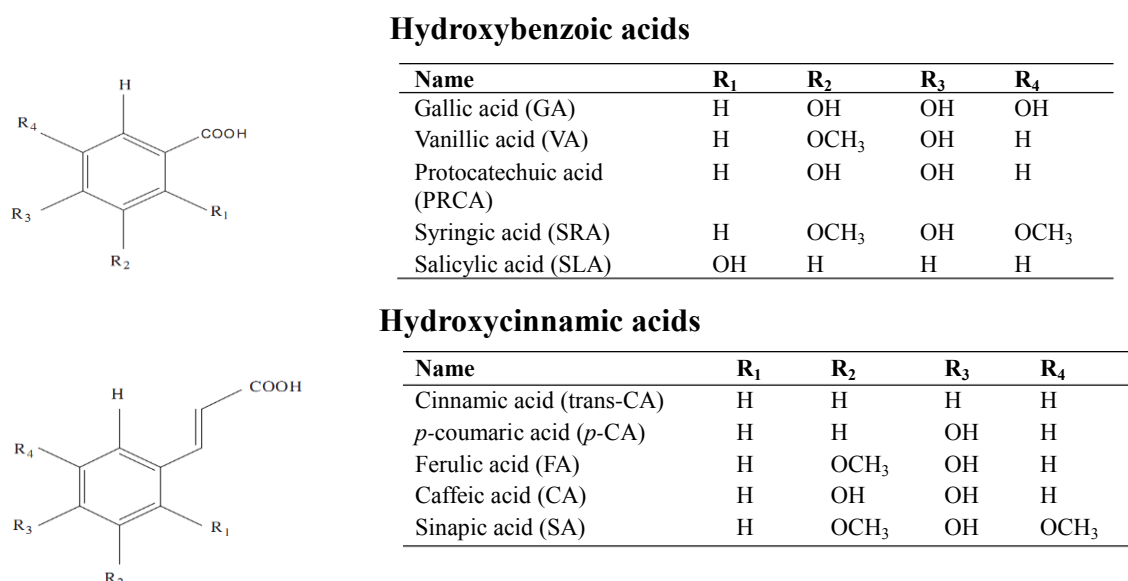 Hydroxybenzoic acids
Name R₁ R₂ R₃ R₄
Gallic acid (GA) H OH OH OH
Vanillic acid (VA) H OCH₃ OH H
Protocatechuic acid H OH OH H
(PRCA)
Syringic acid (SRA) H OCH₃ OH OCH₃
Salicylic acid (SLA) OH H H H
H
R₄
COOH
R₃
R₁
R₂
Hydroxycinnamic acids
Name R₁ R₂ R₃ R₄
Cinnamic acid (trans-CA) H H H H
p-coumaric acid (p-CA) H H OH H
Ferulic acid (FA) H OCH₃ OH H
Caffeic acid (CA) H OH OH H
Sinapic acid (SA) H OCH₃ OH OCH₃
COOH
H
R₄
R₃
R₁
R₂